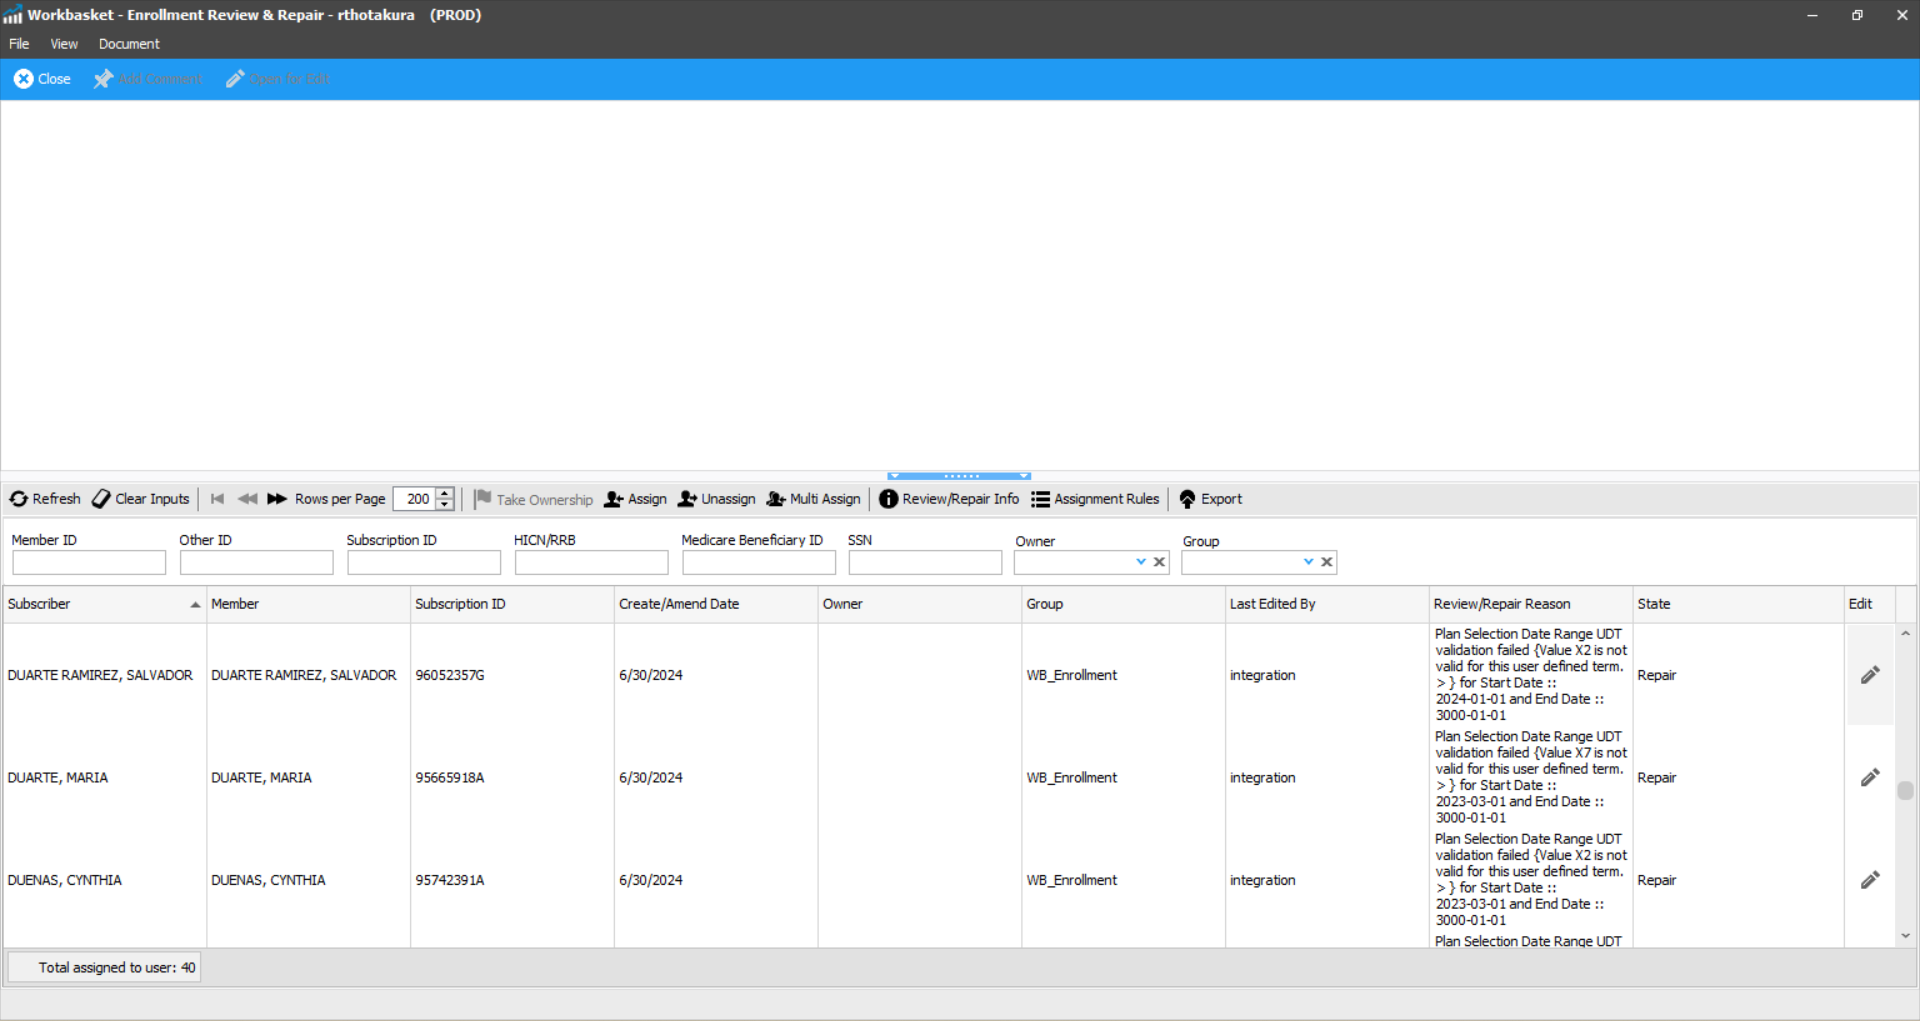 Workbasket - Enrollment Review & Repair - rthotakura (PROD)
File View Document
Close Add Comment Open for Edit
Refresh Clear Inputs Rows per Page 200 Take Ownership Assign Unassign Multi Assign Review/Repair Info Assignment Rules Export
Member ID Other ID Subscription ID HICN/RRB Medicare Beneficiary ID SSN Owner Group
Subscriber Member Subscription ID Create/Amend Date Owner Group Last Edited By Review/Repair Reason State Edit
DUARTE RAMIREZ, SALVADOR DUARTE RAMIREZ, SALVADOR 96052357G 6/30/2024 WB_Enrollment integration
Plan Selection Date Range UDT
validation failed {Value X2 is not
valid for this user defined term.
> } for Start Date ::
2024-01-01 and End Date ::
3000-01-01
Repair
DUARTE, MARIA DUARTE, MARIA 95665918A 6/30/2024 WB_Enrollment integration
Plan Selection Date Range UDT
validation failed {Value X7 is not
valid for this user defined term.
> } for Start Date ::
2023-03-01 and End Date ::
3000-01-01
Repair
DUENAS, CYNTHIA DUENAS, CYNTHIA 95742391A 6/30/2024 WB_Enrollment integration
Plan Selection Date Range UDT
validation failed {Value X2 is not
valid for this user defined term.
> } for Start Date ::
2023-03-01 and End Date ::
3000-01-01
Repair
Plan Selection Date Range UDT
Total assigned to user: 40